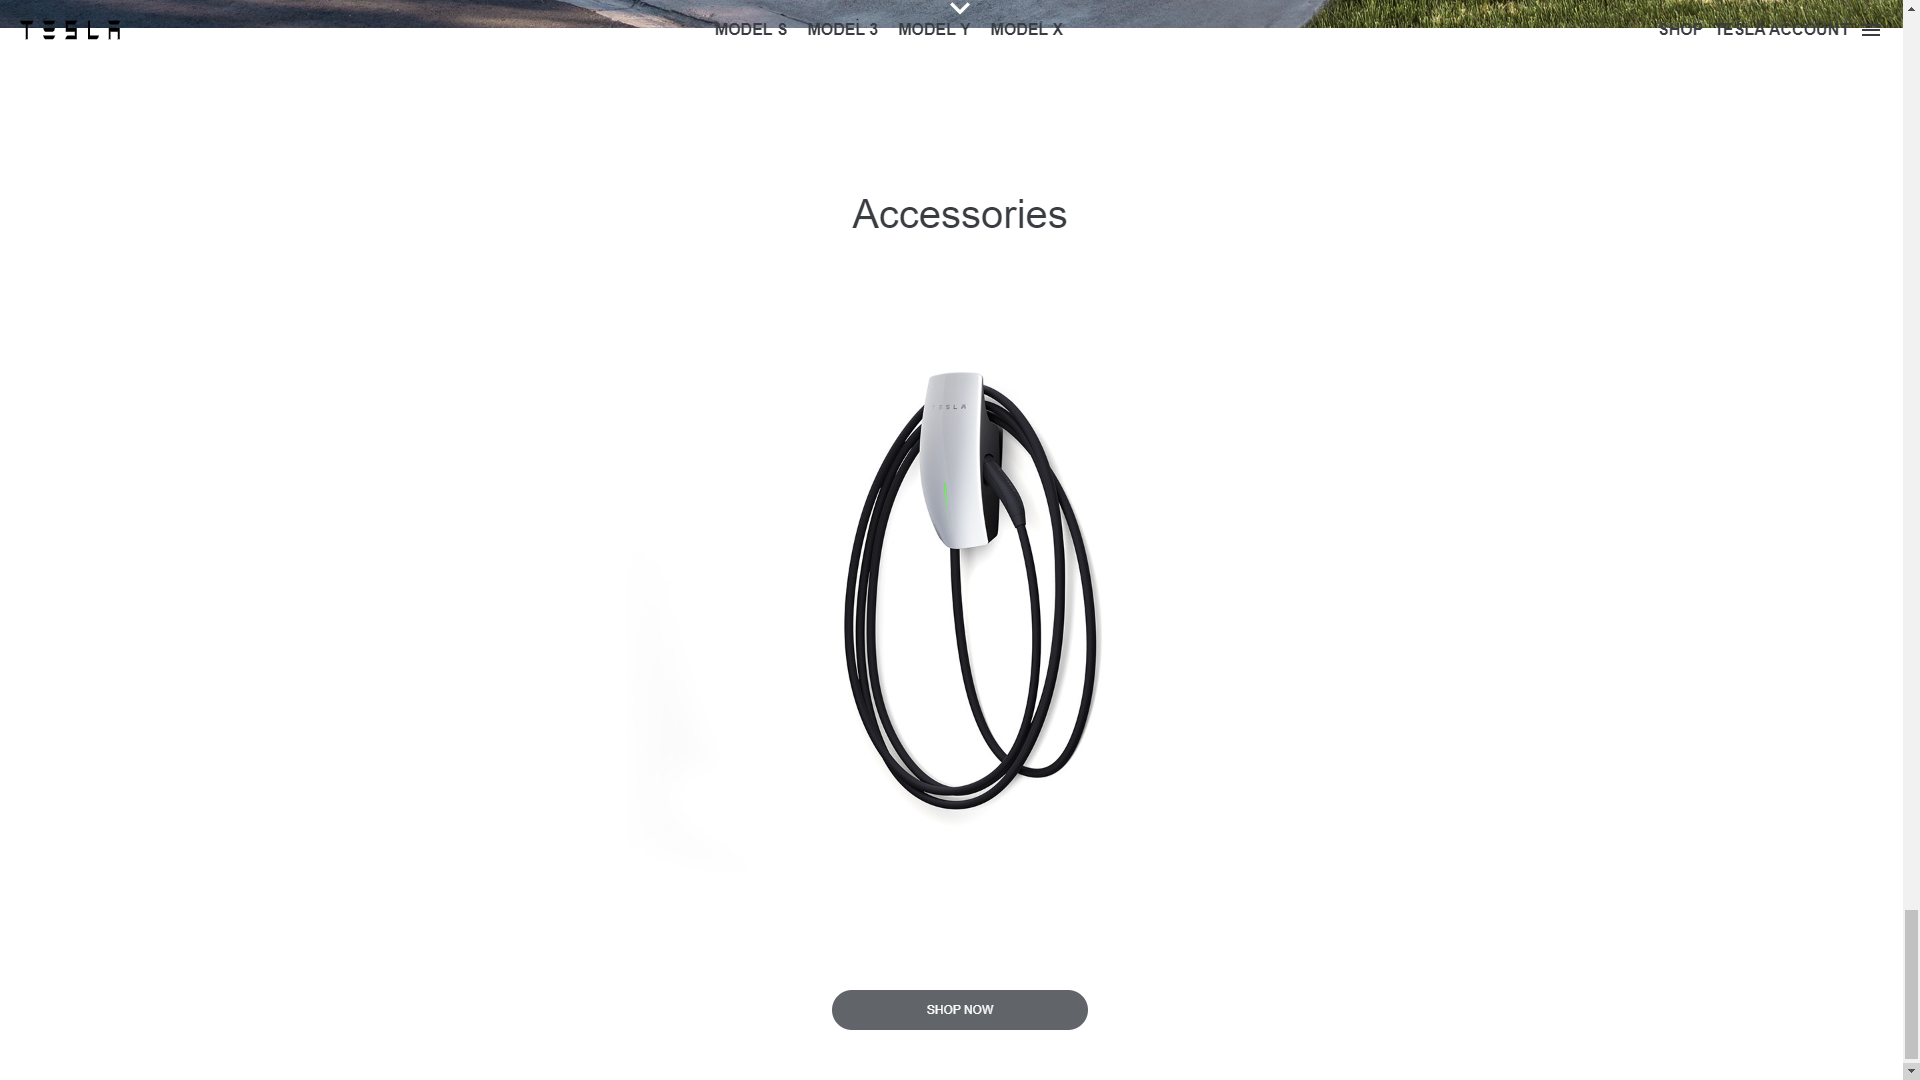 TESLA
MODEL S MODEL 3 MODEL Y MODEL X
SHOP TESLA ACCOUNT
Accessories
TESLA
SHOP NOW